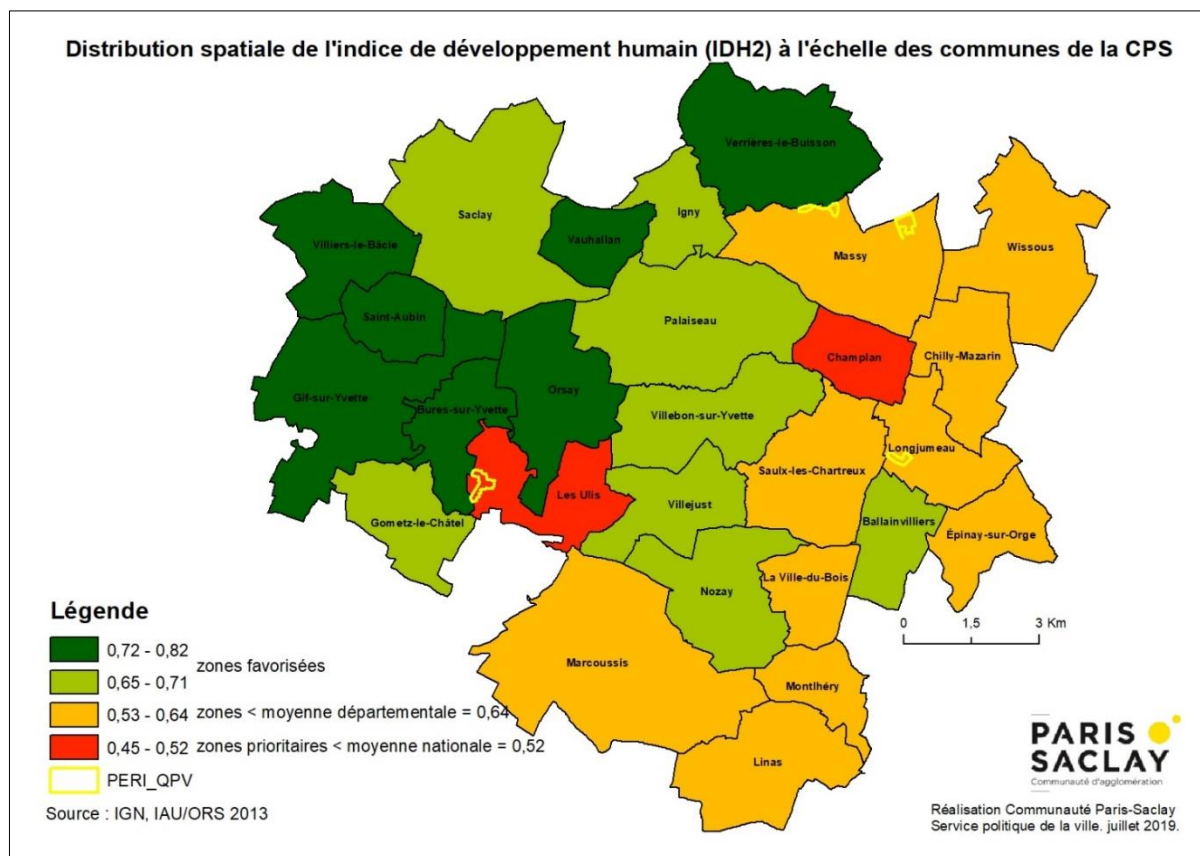 Distribution spatiale de l'indice de développement humain (IDH2) à l'échelle des communes de la CPS
Verrières-le-Buisson
Saclay
Igny
Villiers-le-Bâcle
Vauhallan
Massy
Wissous
Saint-Aubin
Palaiseau
Champlan
Chilly-Mazarin
Gif-sur-Yvette
Bures-sur-Yvette
Orsay
Villebon-sur-Yvette
Longjumeau
Saulx-les-Chartreux
Les Ulis
Villejust
Gometz-le-Châtel
Ballainvilliers
Épinay-sur-Orge
La Ville-du-Bois
Nozay
Marcoussis
Montlhéry
Linas
0 1,5 3 Km
Légende
0,72 - 0,82
zones favorisées
0,65 - 0,71
0,53 - 0,64 zones < moyenne départementale = 0,64
0,45 - 0,52 zones prioritaires < moyenne nationale = 0,52
PERI_QPV
Source : IGN, IAU/ORS 2013
PARIS
SACLAY
Communauté d'agglomération
Réalisation Communauté Paris-Saclay
Service politique de la ville. juillet 2019.